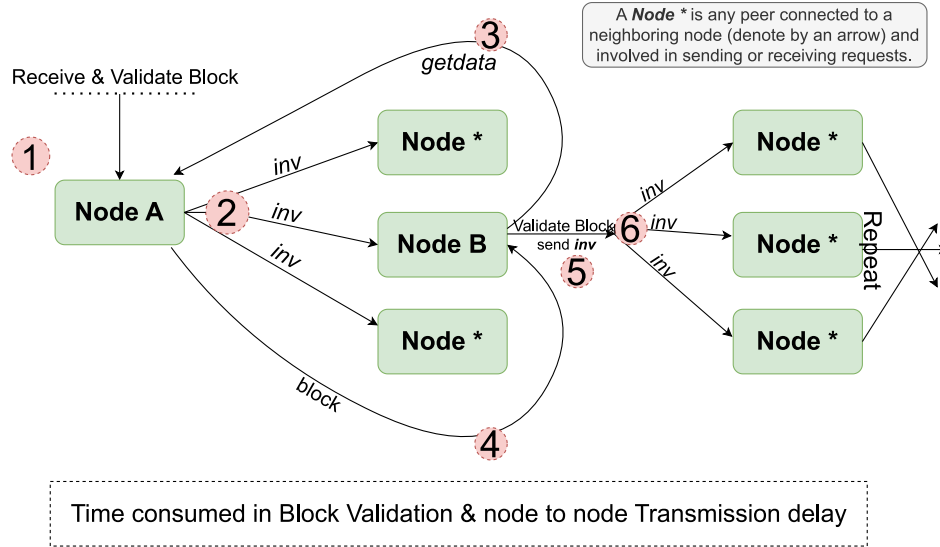 A Node * is any peer connected to a
neighboring node (denote by an arrow) and
involved in sending or receiving requests.
3
getdata
Receive & Validate Block
1
Node A
2
inv
inv
inv
Node *
Node B
Node *
block
4
Validate Block
send inv
5
6
inv
inv
inv
Node *
Node *
Node *
Repeat
Time consumed in Block Validation & node to node Transmission delay